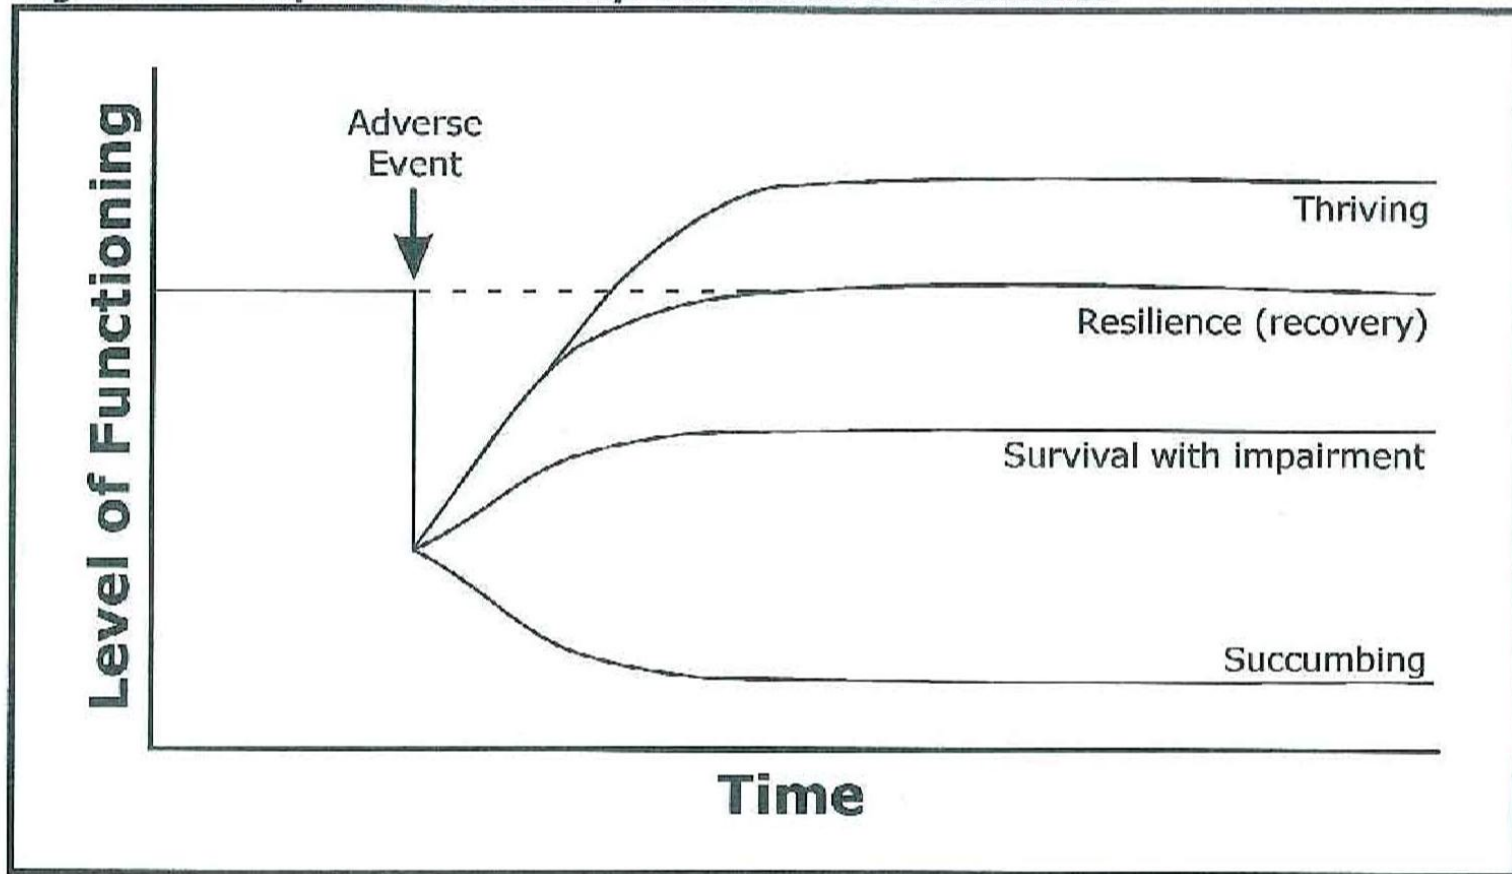 Adverse
Event
Thriving
Resilience (recovery)
Survival with impairment
Succumbing
Level of Functioning
Time